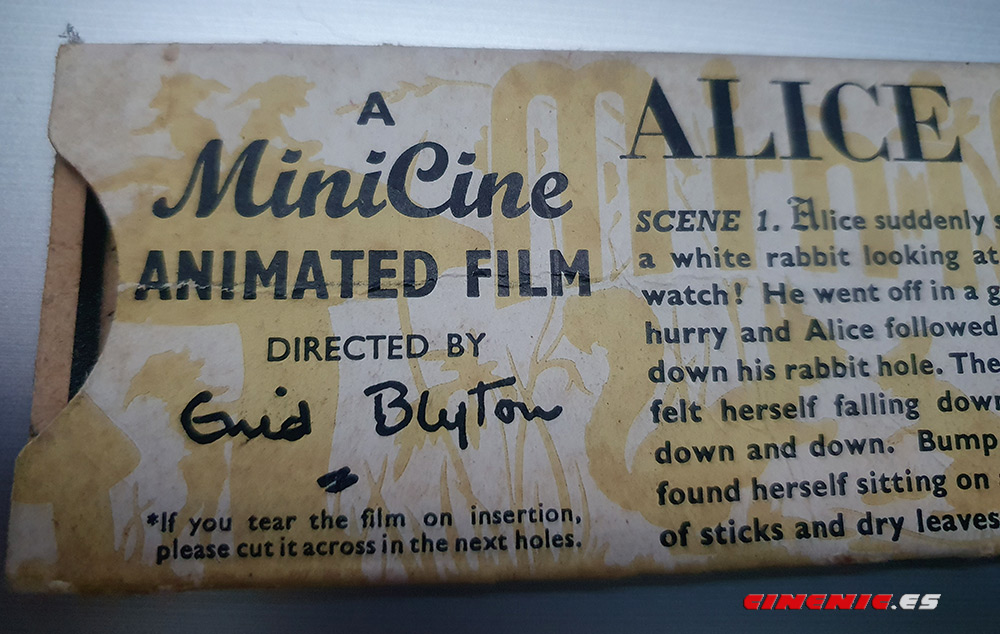 A
MiniCine
ANIMATED FILM
DIRECTED BY
Enid Blyton
*If you tear the film on insertion,
please cut it across in the next holes.
ALICE
SCENE 1. Alice suddenly s
a white rabbit looking at
watch! He went off in a g
hurry and Alice followed
down his rabbit hole. The
felt herself falling down
down and down. Bump
found herself sitting on
of sticks and dry leaves
CINENIC.ES